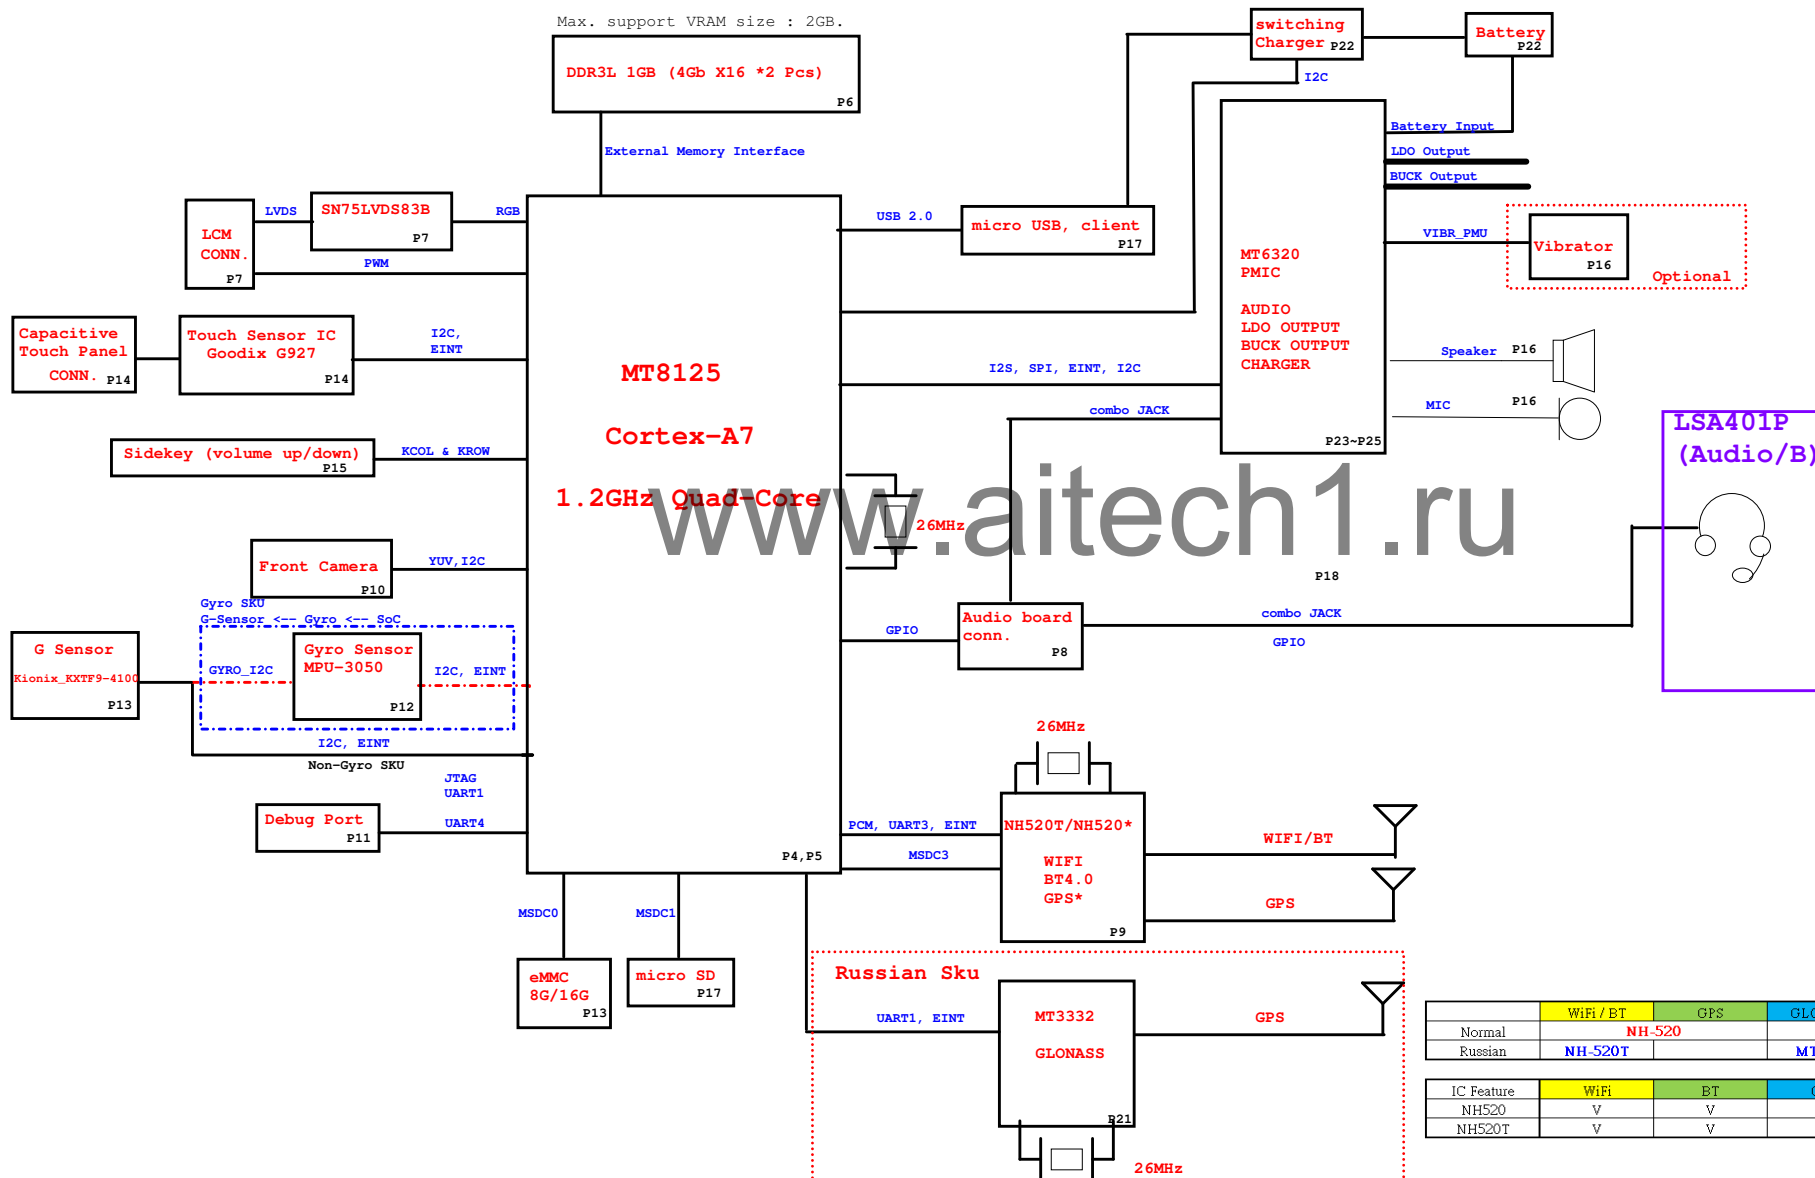 Max. support VRAM size : 2GB.
DDR3L 1GB (4Gb X16 *2 Pcs)
P6
External Memory Interface
switching
Charger P22
Battery
P22
I2C
Battery Input
LDO Output
BUCK Output
MT6320
PMIC
AUDIO
LDO OUTPUT
BUCK OUTPUT
CHARGER
P23~P25
VIBR_PMU
Vibrator
P16
Optional
Speaker P16
MIC P16
LCM
CONN.
P7
LVDS
SN75LVDS83B
P7
RGB
PWM
USB 2.0
micro USB, client
P17
Capacitive
Touch Panel
CONN. P14
Touch Sensor IC
Goodix G927
P14
I2C,
EINT
MT8125
Cortex-A7
1.2GHz Quad-Core
P4,P5
I2S, SPI, EINT, I2C
combo JACK
Sidekey (volume up/down)
P15
KCOL & KROW
26MHz
www.aitech1.ru
LSA401P
(Audio/B)
P18
Front Camera
P10
YUV,I2C
Gyro SKU
G-Sensor <-- Gyro <-- SoC
G Sensor
Kionix_KXTF9-4100
P13
GYRO_I2C
Gyro Sensor
MPU-3050
P12
I2C, EINT
I2C, EINT
Non-Gyro SKU
GPIO
Audio board
conn.
P8
combo JACK
GPIO
JTAG
UART1
Debug Port
P11
UART4
26MHz
PCM, UART3, EINT
MSDC3
NH520T/NH520*
WIFI
BT4.0
GPS*
P9
WIFI/BT
GPS
MSDC0
MSDC1
eMMC
8G/16G
P13
micro SD
P17
Russian Sku
UART1, EINT
MT3332
GLONASS
P21
GPS
26MHz
WiFi / BT GPS
Normal NH-520
Russian NH-520T
IC Feature WiFi BT
NH520 V V
NH520T V V